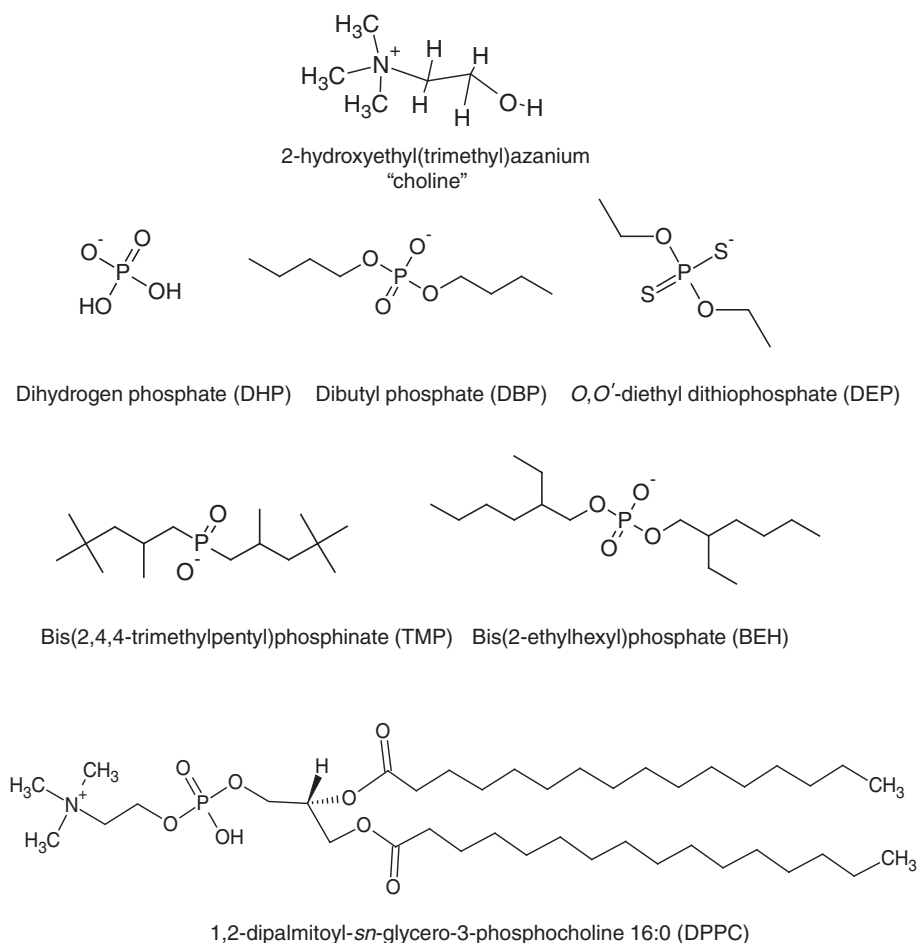 H₃C
H₃C
H₃C
N⁺
H
H
H
H
O-H
2-hydroxyethyl(trimethyl)azanium
“choline”
O⁻
O
P
HO
OH
O
O⁻
P
O
O
O
S⁻
P
S
O
Dihydrogen phosphate (DHP) Dibutyl phosphate (DBP) O,O′-diethyl dithiophosphate (DEP)
O
P
O⁻
O
O⁻
P
O
O
Bis(2,4,4-trimethylpentyl)phosphinate (TMP) Bis(2-ethylhexyl)phosphate (BEH)
H₃C
CH₃
N⁺
H₃C
O
O
P
O
OH
H
O
O
CH₃
O
O
CH₃
1,2-dipalmitoyl-sn-glycero-3-phosphocholine 16:0 (DPPC)